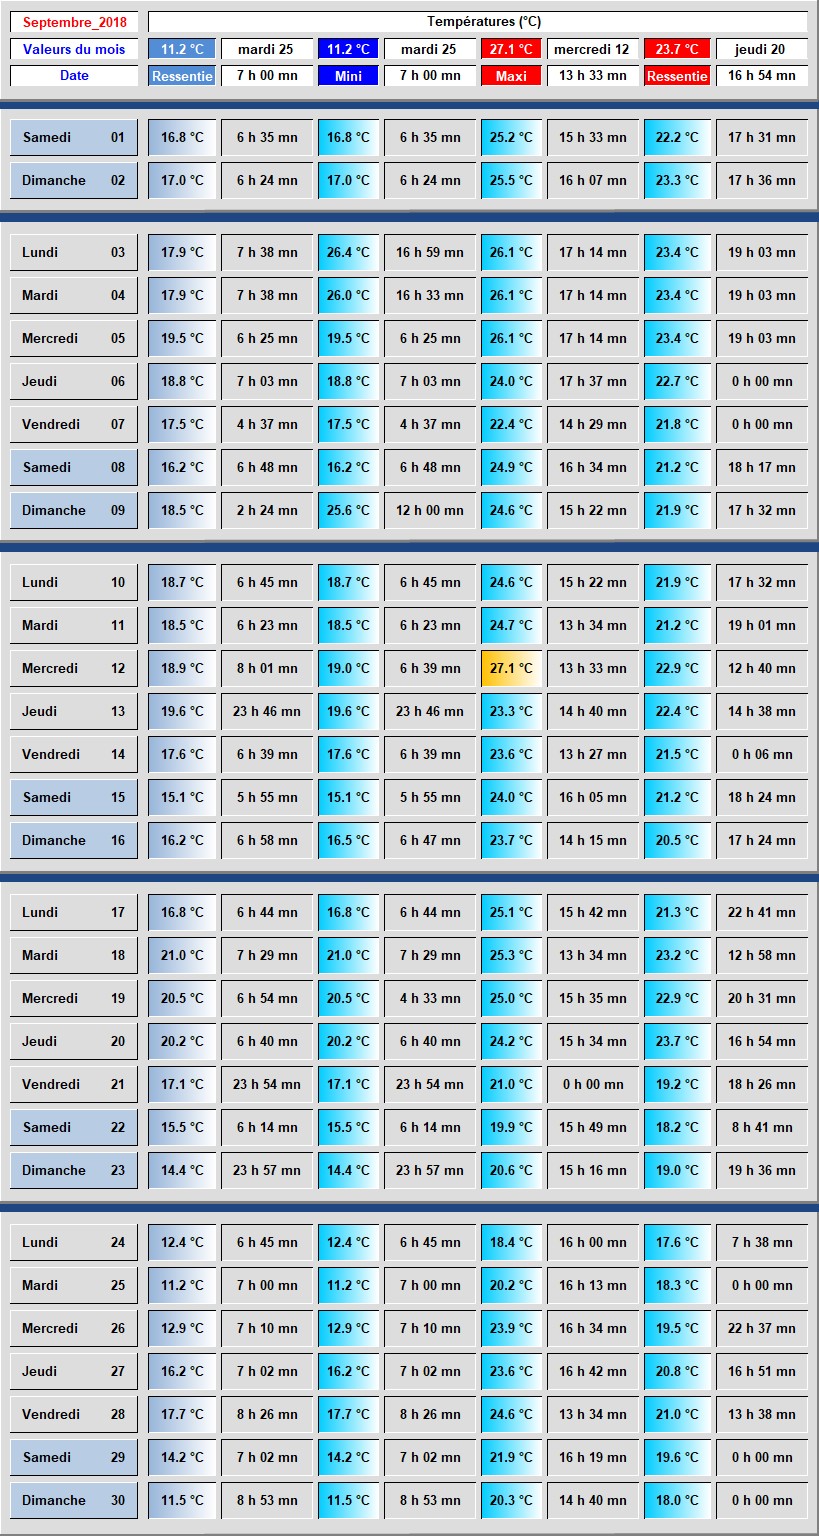 Septembre_2018 Températures (°C)
Valeurs du mois 11.2 °C mardi 25 11.2 °C mardi 25 27.1 °C mercredi 12 23.7 °C jeudi 20
Date Ressentie 7 h 00 mn Mini 7 h 00 mn Maxi 13 h 33 mn Ressentie 16 h 54 mn
Samedi 01 16.8 °C 6 h 35 mn 16.8 °C 6 h 35 mn 25.2 °C 15 h 33 mn 22.2 °C 17 h 31 mn
Dimanche 02 17.0 °C 6 h 24 mn 17.0 °C 6 h 24 mn 25.5 °C 16 h 07 mn 23.3 °C 17 h 36 mn
Lundi 03 17.9 °C 7 h 38 mn 26.4 °C 16 h 59 mn 26.1 °C 17 h 14 mn 23.4 °C 19 h 03 mn
Mardi 04 17.9 °C 7 h 38 mn 26.0 °C 16 h 33 mn 26.1 °C 17 h 14 mn 23.4 °C 19 h 03 mn
Mercredi 05 19.5 °C 6 h 25 mn 19.5 °C 6 h 25 mn 26.1 °C 17 h 14 mn 23.4 °C 19 h 03 mn
Jeudi 06 18.8 °C 7 h 03 mn 18.8 °C 7 h 03 mn 24.0 °C 17 h 37 mn 22.7 °C 0 h 00 mn
Vendredi 07 17.5 °C 4 h 37 mn 17.5 °C 4 h 37 mn 22.4 °C 14 h 29 mn 21.8 °C 0 h 00 mn
Samedi 08 16.2 °C 6 h 48 mn 16.2 °C 6 h 48 mn 24.9 °C 16 h 34 mn 21.2 °C 18 h 17 mn
Dimanche 09 18.5 °C 2 h 24 mn 25.6 °C 12 h 00 mn 24.6 °C 15 h 22 mn 21.9 °C 17 h 32 mn
Lundi 10 18.7 °C 6 h 45 mn 18.7 °C 6 h 45 mn 24.6 °C 15 h 22 mn 21.9 °C 17 h 32 mn
Mardi 11 18.5 °C 6 h 23 mn 18.5 °C 6 h 23 mn 24.7 °C 13 h 34 mn 21.2 °C 19 h 01 mn
Mercredi 12 18.9 °C 8 h 01 mn 19.0 °C 6 h 39 mn 27.1 °C 13 h 33 mn 22.9 °C 12 h 40 mn
Jeudi 13 19.6 °C 23 h 46 mn 19.6 °C 23 h 46 mn 23.3 °C 14 h 40 mn 22.4 °C 14 h 38 mn
Vendredi 14 17.6 °C 6 h 39 mn 17.6 °C 6 h 39 mn 23.6 °C 13 h 27 mn 21.5 °C 0 h 06 mn
Samedi 15 15.1 °C 5 h 55 mn 15.1 °C 5 h 55 mn 24.0 °C 16 h 05 mn 21.2 °C 18 h 24 mn
Dimanche 16 16.2 °C 6 h 58 mn 16.5 °C 6 h 47 mn 23.7 °C 14 h 15 mn 20.5 °C 17 h 24 mn
Lundi 17 16.8 °C 6 h 44 mn 16.8 °C 6 h 44 mn 25.1 °C 15 h 42 mn 21.3 °C 22 h 41 mn
Mardi 18 21.0 °C 7 h 29 mn 21.0 °C 7 h 29 mn 25.3 °C 13 h 34 mn 23.2 °C 12 h 58 mn
Mercredi 19 20.5 °C 6 h 54 mn 20.5 °C 4 h 33 mn 25.0 °C 15 h 35 mn 22.9 °C 20 h 31 mn
Jeudi 20 20.2 °C 6 h 40 mn 20.2 °C 6 h 40 mn 24.2 °C 15 h 34 mn 23.7 °C 16 h 54 mn
Vendredi 21 17.1 °C 23 h 54 mn 17.1 °C 23 h 54 mn 21.0 °C 0 h 00 mn 19.2 °C 18 h 26 mn
Samedi 22 15.5 °C 6 h 14 mn 15.5 °C 6 h 14 mn 19.9 °C 15 h 49 mn 18.2 °C 8 h 41 mn
Dimanche 23 14.4 °C 23 h 57 mn 14.4 °C 23 h 57 mn 20.6 °C 15 h 16 mn 19.0 °C 19 h 36 mn
Lundi 24 12.4 °C 6 h 45 mn 12.4 °C 6 h 45 mn 18.4 °C 16 h 00 mn 17.6 °C 7 h 38 mn
Mardi 25 11.2 °C 7 h 00 mn 11.2 °C 7 h 00 mn 20.2 °C 16 h 13 mn 18.3 °C 0 h 00 mn
Mercredi 26 12.9 °C 7 h 10 mn 12.9 °C 7 h 10 mn 23.9 °C 16 h 34 mn 19.5 °C 22 h 37 mn
Jeudi 27 16.2 °C 7 h 02 mn 16.2 °C 7 h 02 mn 23.6 °C 16 h 42 mn 20.8 °C 16 h 51 mn
Vendredi 28 17.7 °C 8 h 26 mn 17.7 °C 8 h 26 mn 24.6 °C 13 h 34 mn 21.0 °C 13 h 38 mn
Samedi 29 14.2 °C 7 h 02 mn 14.2 °C 7 h 02 mn 21.9 °C 16 h 19 mn 19.6 °C 0 h 00 mn
Dimanche 30 11.5 °C 8 h 53 mn 11.5 °C 8 h 53 mn 20.3 °C 14 h 40 mn 18.0 °C 0 h 00 mn